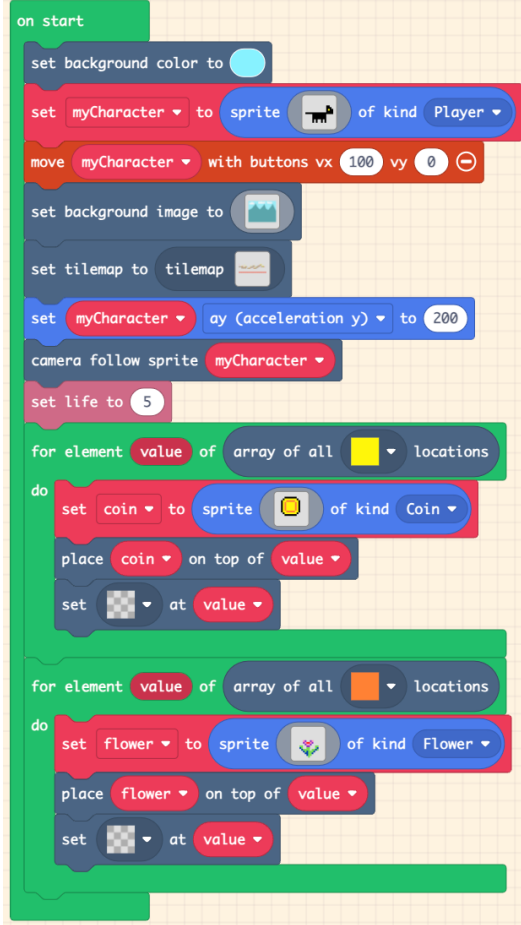 on start
set background color to
set myCharacter to sprite of kind Player
move myCharacter with buttons vx 100 vy 0
set background image to
set tilemap to tilemap
set myCharacter ay (acceleration y) to 200
camera follow sprite myCharacter
set life to 5
for element value of array of all locations
do
set coin to sprite of kind Coin
place coin on top of value
set at value
for element value of array of all locations
do
set flower to sprite of kind Flower
place flower on top of value
set at value